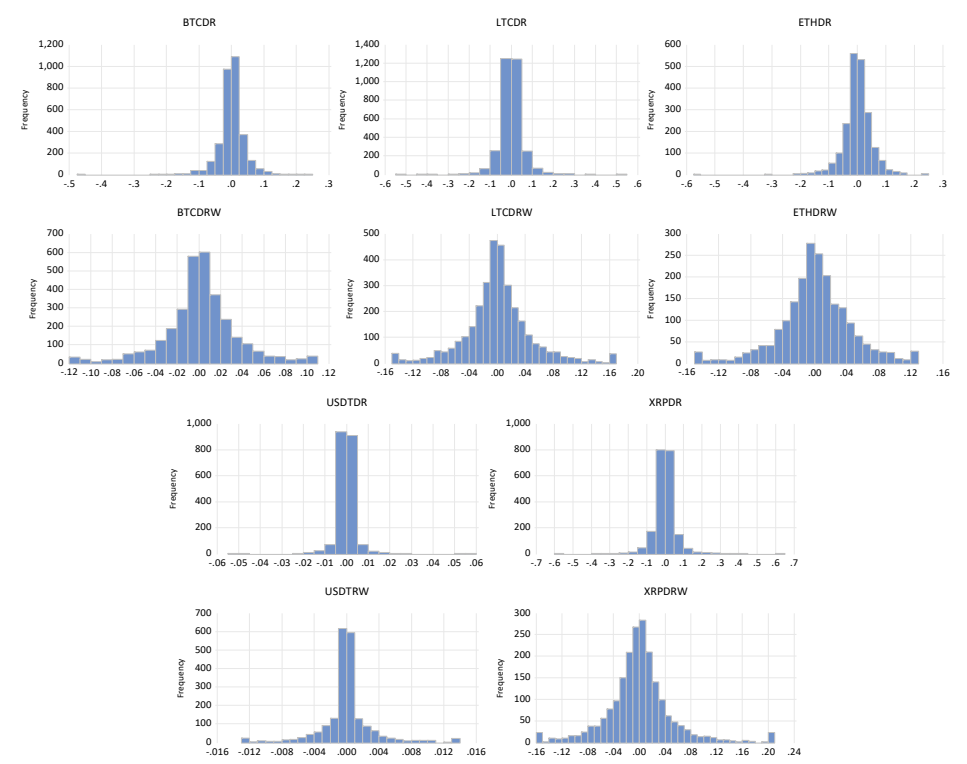 BTCDR LTCDR ETHDR
1,200 1,000 800 600 400 200 0
Frequency
-.5 -.4 -.3 -.2 -.1 .0 .1 .2 .3
1,400 1,200 1,000 800 600 400 200 0
Frequency
-.6 -.5 -.4 -.3 -.2 -.1 .0 .1 .2 .3 .4 .5 .6
600 500 400 300 200 100 0
Frequency
-.6 -.5 -.4 -.3 -.2 -.1 .0 .1 .2 .3
BTCDRW LTCDRW ETHDRW
700 600 500 400 300 200 100 0
Frequency
-.12 -.10 -.08 -.06 -.04 -.02 .00 .02 .04 .06 .08 .10 .12
500 400 300 200 100 0
Frequency
-.16 -.12 -.08 -.04 .00 .04 .08 .12 .16 .20
300 250 200 150 100 50 0
Frequency
-.16 -.12 -.08 -.04 .00 .04 .08 .12 .16
USDTDR XRPDR
1,000 800 600 400 200 0
Frequency
-.06 -.05 -.04 -.03 -.02 -.01 .00 .01 .02 .03 .04 .05 .06
1,000 800 600 400 200 0
Frequency
-.7 -.6 -.5 -.4 -.3 -.2 -.1 .0 .1 .2 .3 .4 .5 .6 .7
USDTRW XRPDRW
700 600 500 400 300 200 100 0
Frequency
-.016 -.012 -.008 -.004 .000 .004 .008 .012 .016
300 250 200 150 100 50 0
Frequency
-.16 -.12 -.08 -.04 .00 .04 .08 .12 .16 .20 .24